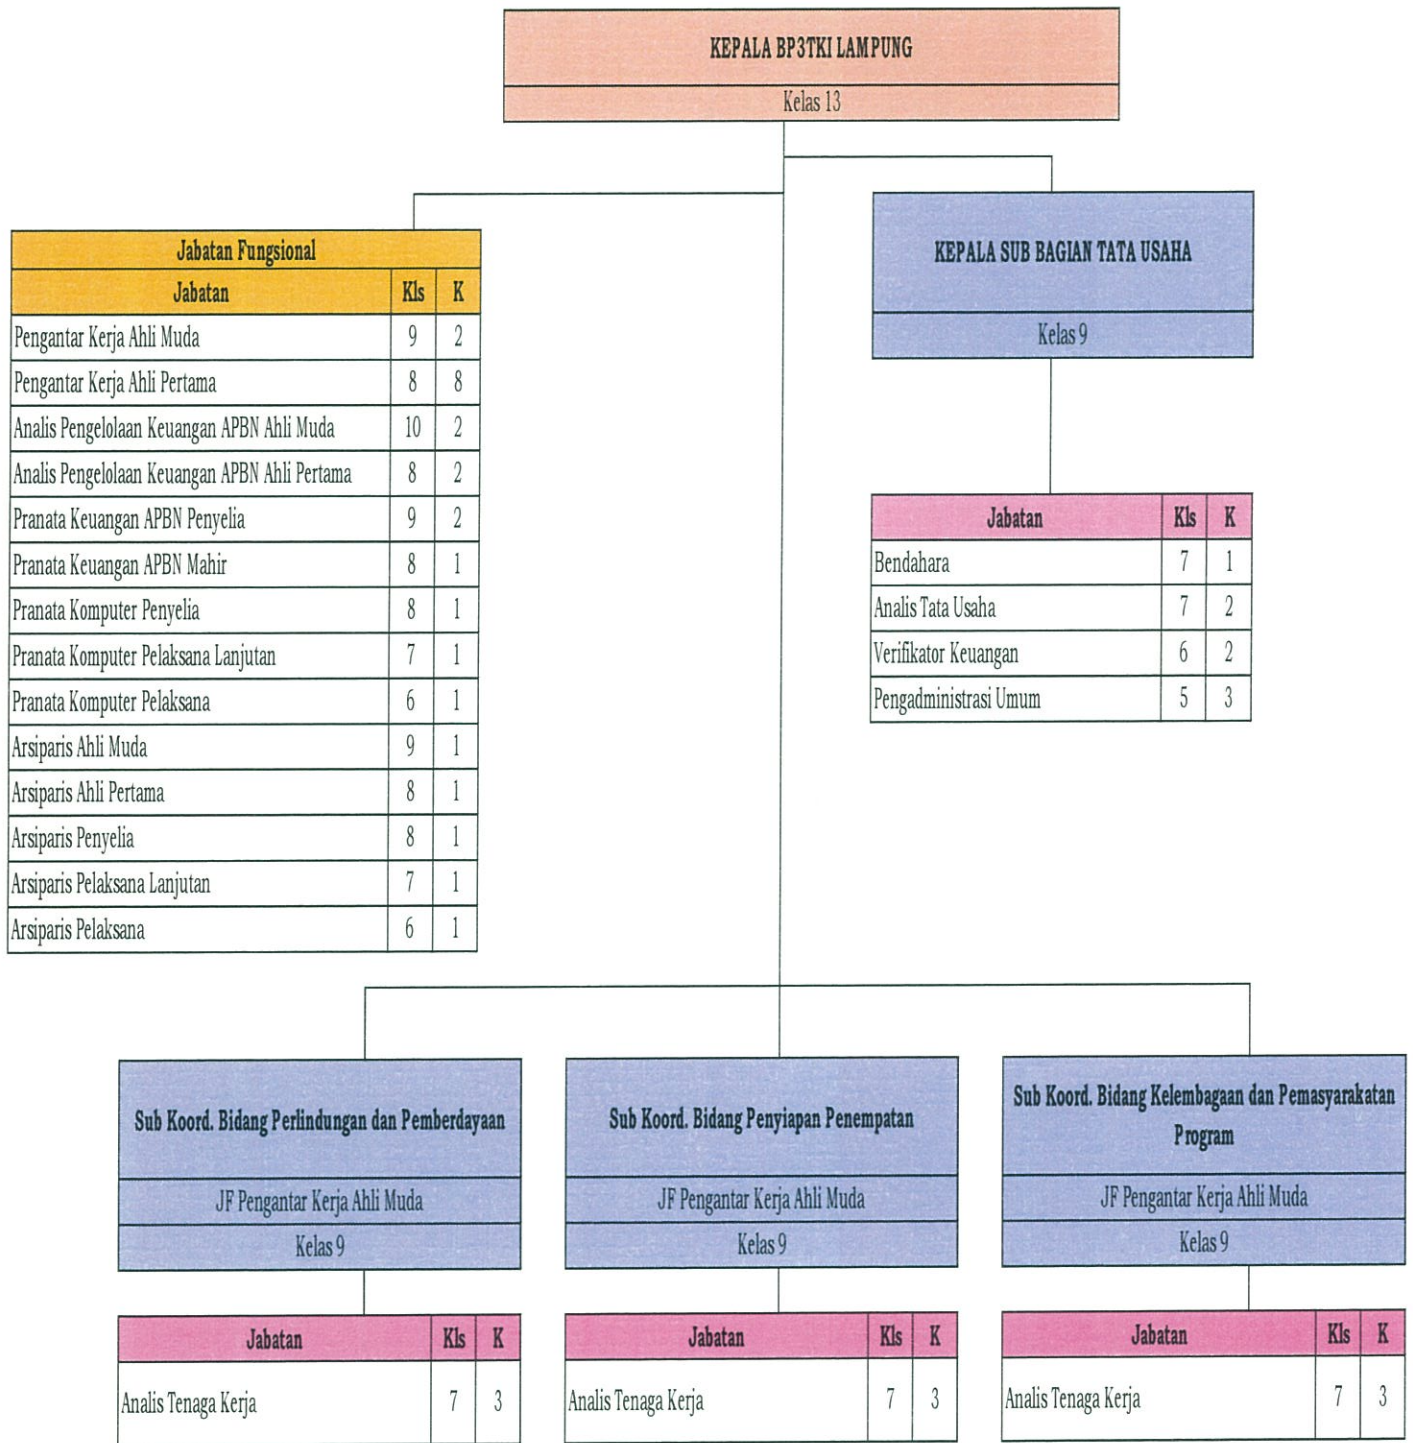 KEPALA BP3TKI LAMPUNG
Kelas 13
KEPALA SUB BAGIAN TATA USAHA
Kelas 9
Jabatan Fungsional
Jabatan Kls K
Pengantar Kerja Ahli Muda 9 2
Pengantar Kerja Ahli Pertama 8 8
Analis Pengelolaan Keuangan APBN Ahli Muda 10 2
Analis Pengelolaan Keuangan APBN Ahli Pertama 8 2
Pranata Keuangan APBN Penyelia 9 2
Pranata Keuangan APBN Mahir 8 1
Pranata Komputer Penyelia 8 1
Pranata Komputer Pelaksana Lanjutan 7 1
Pranata Komputer Pelaksana 6 1
Arsiparis Ahli Muda 9 1
Arsiparis Ahli Pertama 8 1
Arsiparis Penyelia 8 1
Arsiparis Pelaksana Lanjutan 7 1
Arsiparis Pelaksana 6 1
Jabatan Kls K
Bendahara 7 1
Analis Tata Usaha 7 2
Verifikator Keuangan 6 2
Pengadministrasi Umum 5 3
Sub Koord. Bidang Perlindungan dan Pemberdayaan
JF Pengantar Kerja Ahli Muda
Kelas 9
Jabatan Kls K
Analis Tenaga Kerja 7 3
Sub Koord. Bidang Penyiapan Penempatan
JF Pengantar Kerja Ahli Muda
Kelas 9
Jabatan Kls K
Analis Tenaga Kerja 7 3
Sub Koord. Bidang Kelembagaan dan Pemasyarakatan
Program
JF Pengantar Kerja Ahli Muda
Kelas 9
Jabatan Kls K
Analis Tenaga Kerja 7 3